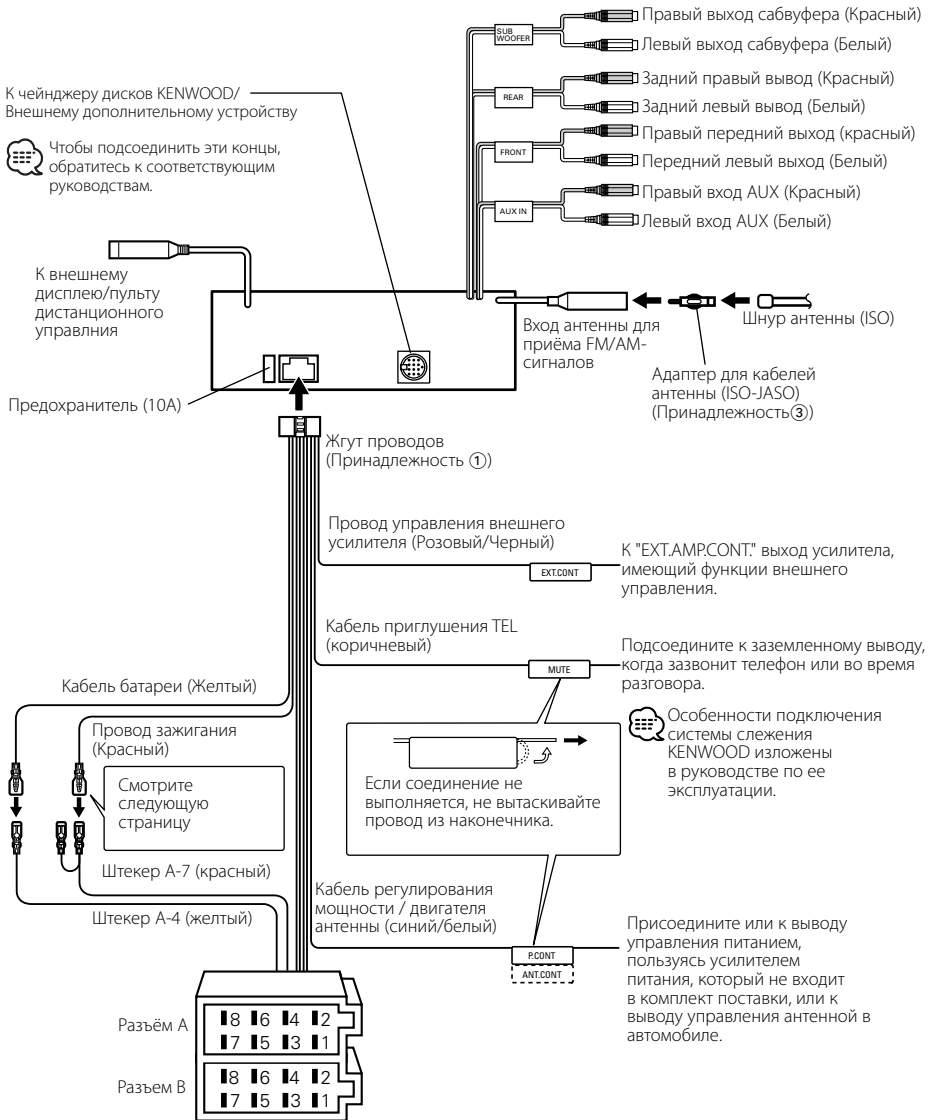 SUB
WOOFER
Правый выход сабвуфера (Красный)
Левый выход сабвуфера (Белый)
К чейнджеру дисков KENWOOD/
Внешнему дополнительному устройству
REAR
Задний правый вывод (Красный)
Задний левый вывод (Белый)
Чтобы подсоединить эти концы,
обратитесь к соответствующим
руководствам.
FRONT
Правый передний выход (красный)
Передний левый выход (Белый)
AUX IN
Правый вход AUX (Красный)
Левый вход AUX (Белый)
К внешнему
дисплею/пульту
дистанционного
управлния
Вход антенны для
приёма FM/AM-
сигналов
Шнур антенны (ISO)
Адаптер для кабелей
антенны (ISO-JASO)
(Принадлежность③)
Предохранитель (10A)
Жгут проводов
(Принадлежность ①)
Провод управления внешнего
усилителя (Розовый/Черный)
EXT.CONT
К "EXT.AMP.CONT." выход усилитела,
имеющий функции внешнего
управления.
Кабель приглушения TEL
(коричневый)
MUTE
Подсоедините к заземленному выводу,
когда зазвонит телефон или во время
разговора.
Особенности подключения
системы слежения
KENWOOD изложены
в руководстве по ее
эксплуатации.
Кабель батареи (Желтый)
Провод зажигания
(Красный)
Смотрите
следующую
страницу
Если соединение не
выполняется, не вытаскивайте
провод из наконечника.
Штекер А-7 (красный)
Штекер А-4 (желтый)
Кабель регулирования
мощности / двигателя
антенны (синий/белый)
P.CONT
ANT.CONT
Присоедините или к выводу
управления питанием,
пользуясь усилителем
питания, который не входит
в комплект поставки, или к
выводу управления антенной в
автомобиле.
Разъём А
8 6 4 2
7 5 3 1
Разъем В
8 6 4 2
7 5 3 1